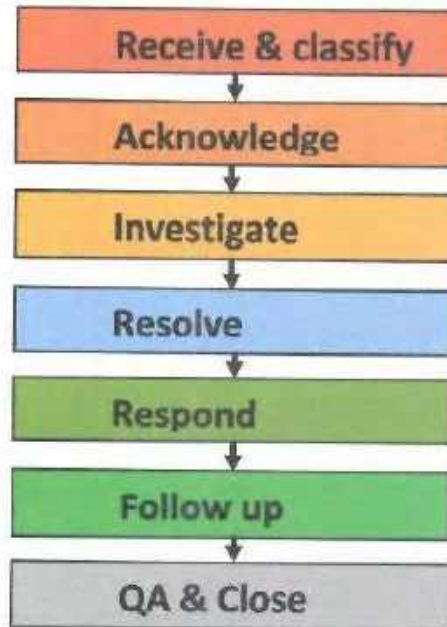 Receive & classify
Acknowledge
Investigate
Resolve
Respond
Follow up
QA & Close